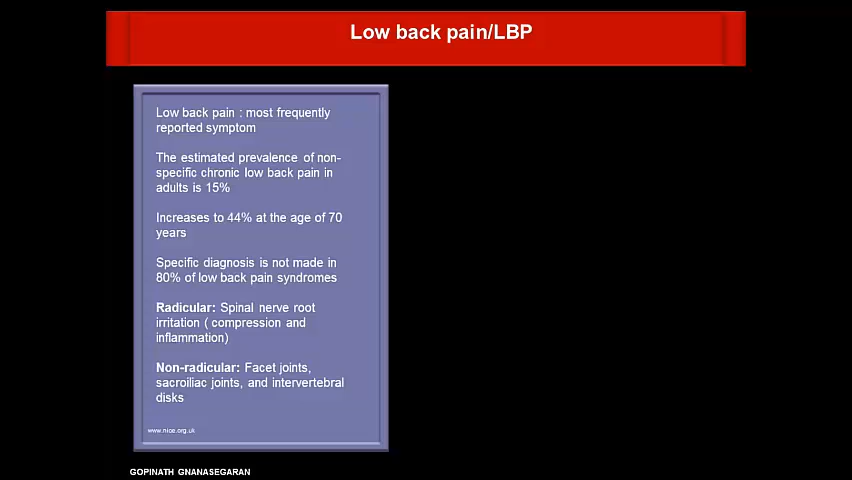 Low back pain/LBP
Low back pain : most frequently
reported symptom
The estimated prevalence of non-
specific chronic low back pain in
adults is 15%
Increases to 44% at the age of 70
years
Specific diagnosis is not made in
80% of low back pain syndromes
Radicular: Spinal nerve root
irritation ( compression and
inflammation)
Non-radicular: Facet joints,
sacroiliac joints, and intervertebral
disks
www.nice.org.uk
GOPINATH GNANASEGARAN